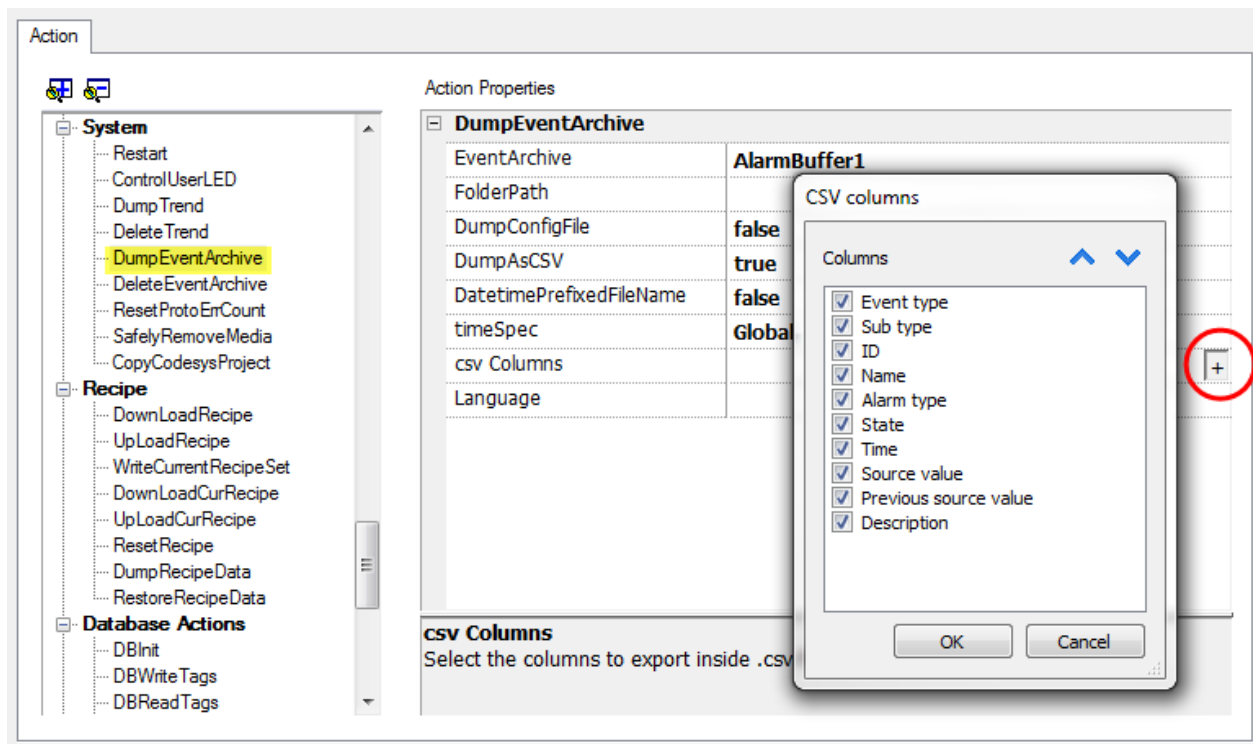 Action
System
Restart
ControlUserLED
DumpTrend
DeleteTrend
DumpEventArchive
DeleteEventArchive
ResetProtoErrCount
SafelyRemoveMedia
CopyCodesysProject
Recipe
DownLoadRecipe
UpLoadRecipe
WriteCurrentRecipeSet
DownLoadCurRecipe
UpLoadCurRecipe
ResetRecipe
DumpRecipeData
RestoreRecipeData
Database Actions
DBInit
DBWriteTags
DBReadTags
Action Properties
DumpEventArchive
EventArchive AlarmBuffer1
FolderPath
DumpConfigFile false
DumpAsCSV true
DatetimePrefixedFileName false
timeSpec Global
csv Columns +
Language
csv Columns
Select the columns to export inside .csv
CSV columns
Columns
Event type
Sub type
ID
Name
Alarm type
State
Time
Source value
Previous source value
Description
OK Cancel